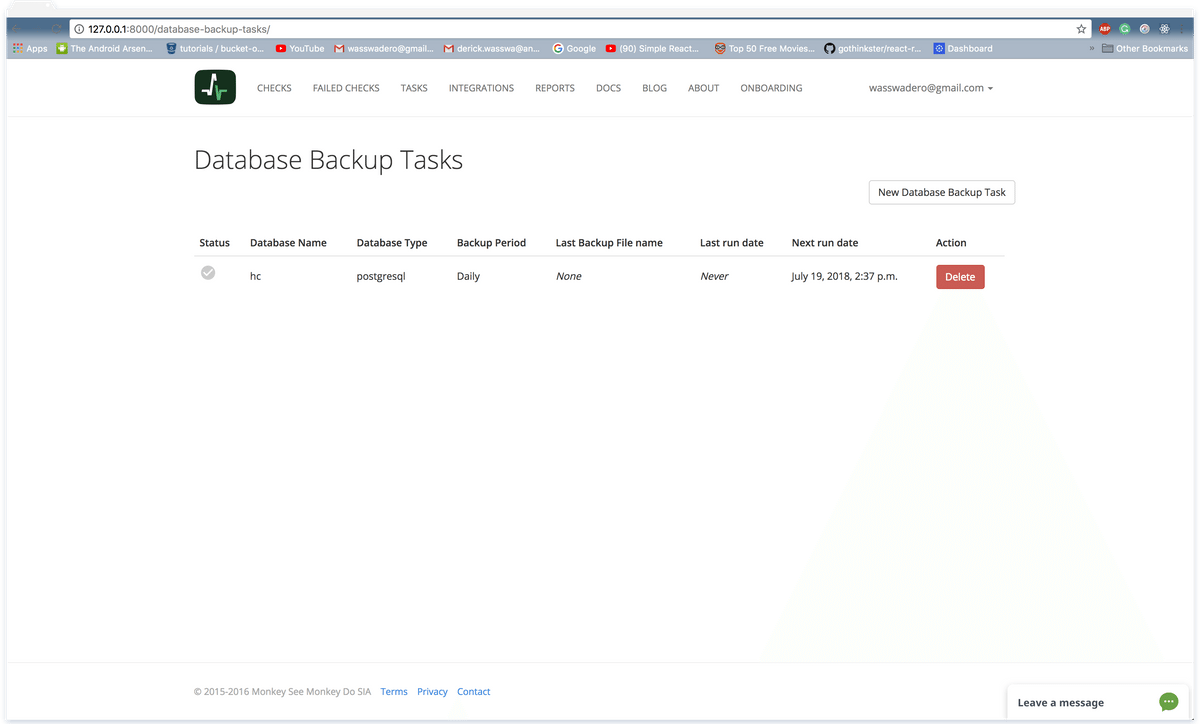 127.0.0.1:8000/database-backup-tasks/ ABP
Apps The Android Arsen... tutorials / bucket-o... YouTube wasswadero@gmail... derick.wasswa@an... Google (90) Simple React... Top 50 Free Movies... gothinkster/react-r... Dashboard » Other Bookmarks
CHECKS FAILED CHECKS TASKS INTEGRATIONS REPORTS DOCS BLOG ABOUT ONBOARDING wasswadero@gmail.com
Database Backup Tasks
New Database Backup Task
Status Database Name Database Type Backup Period Last Backup File name Last run date Next run date Action
hc postgresql Daily None Never July 19, 2018, 2:37 p.m. Delete
© 2015-2016 Monkey See Monkey Do SIA Terms Privacy Contact
Leave a message